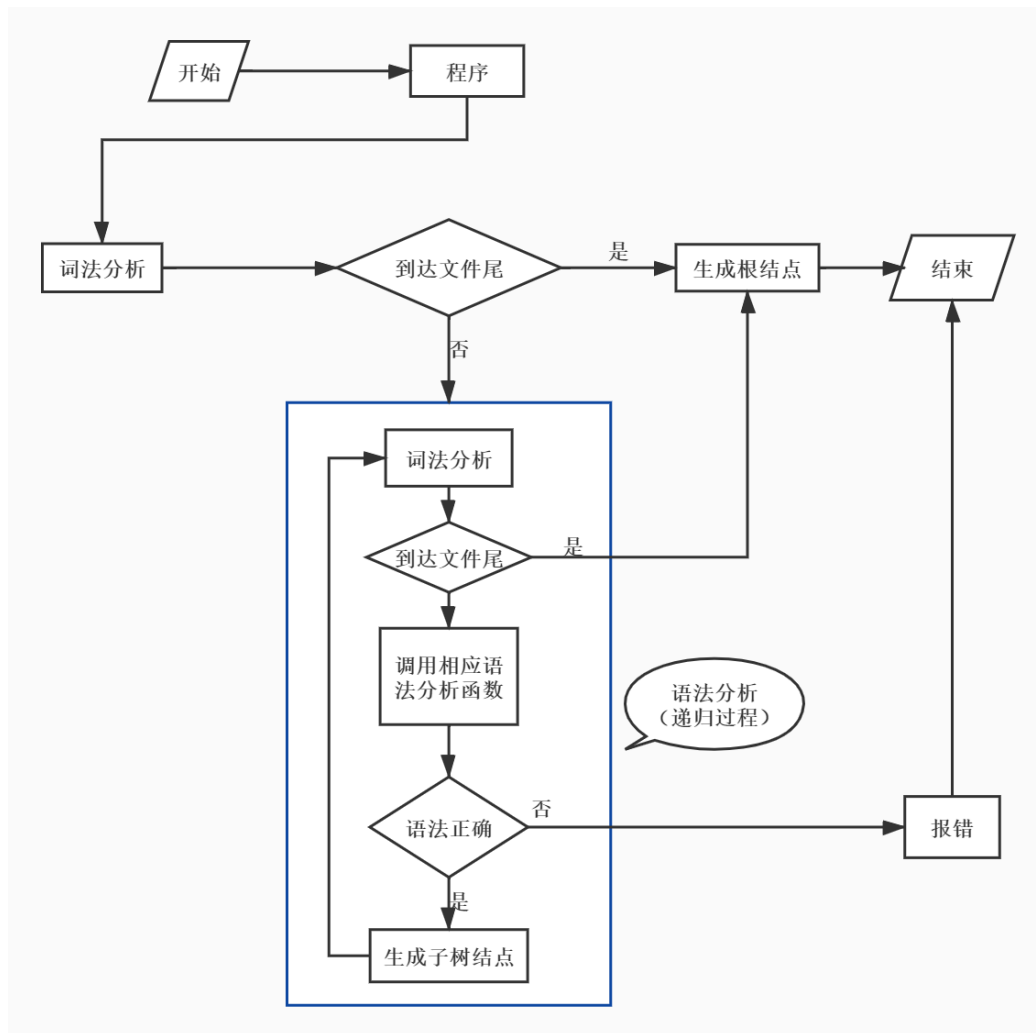 开始
程序
词法分析
到达文件尾
是
生成根结点
结束
否
词法分析
到达文件尾
是
调用相应语
法分析函数
语法分析
（递归过程）
语法正确
否
报错
是
生成子树结点